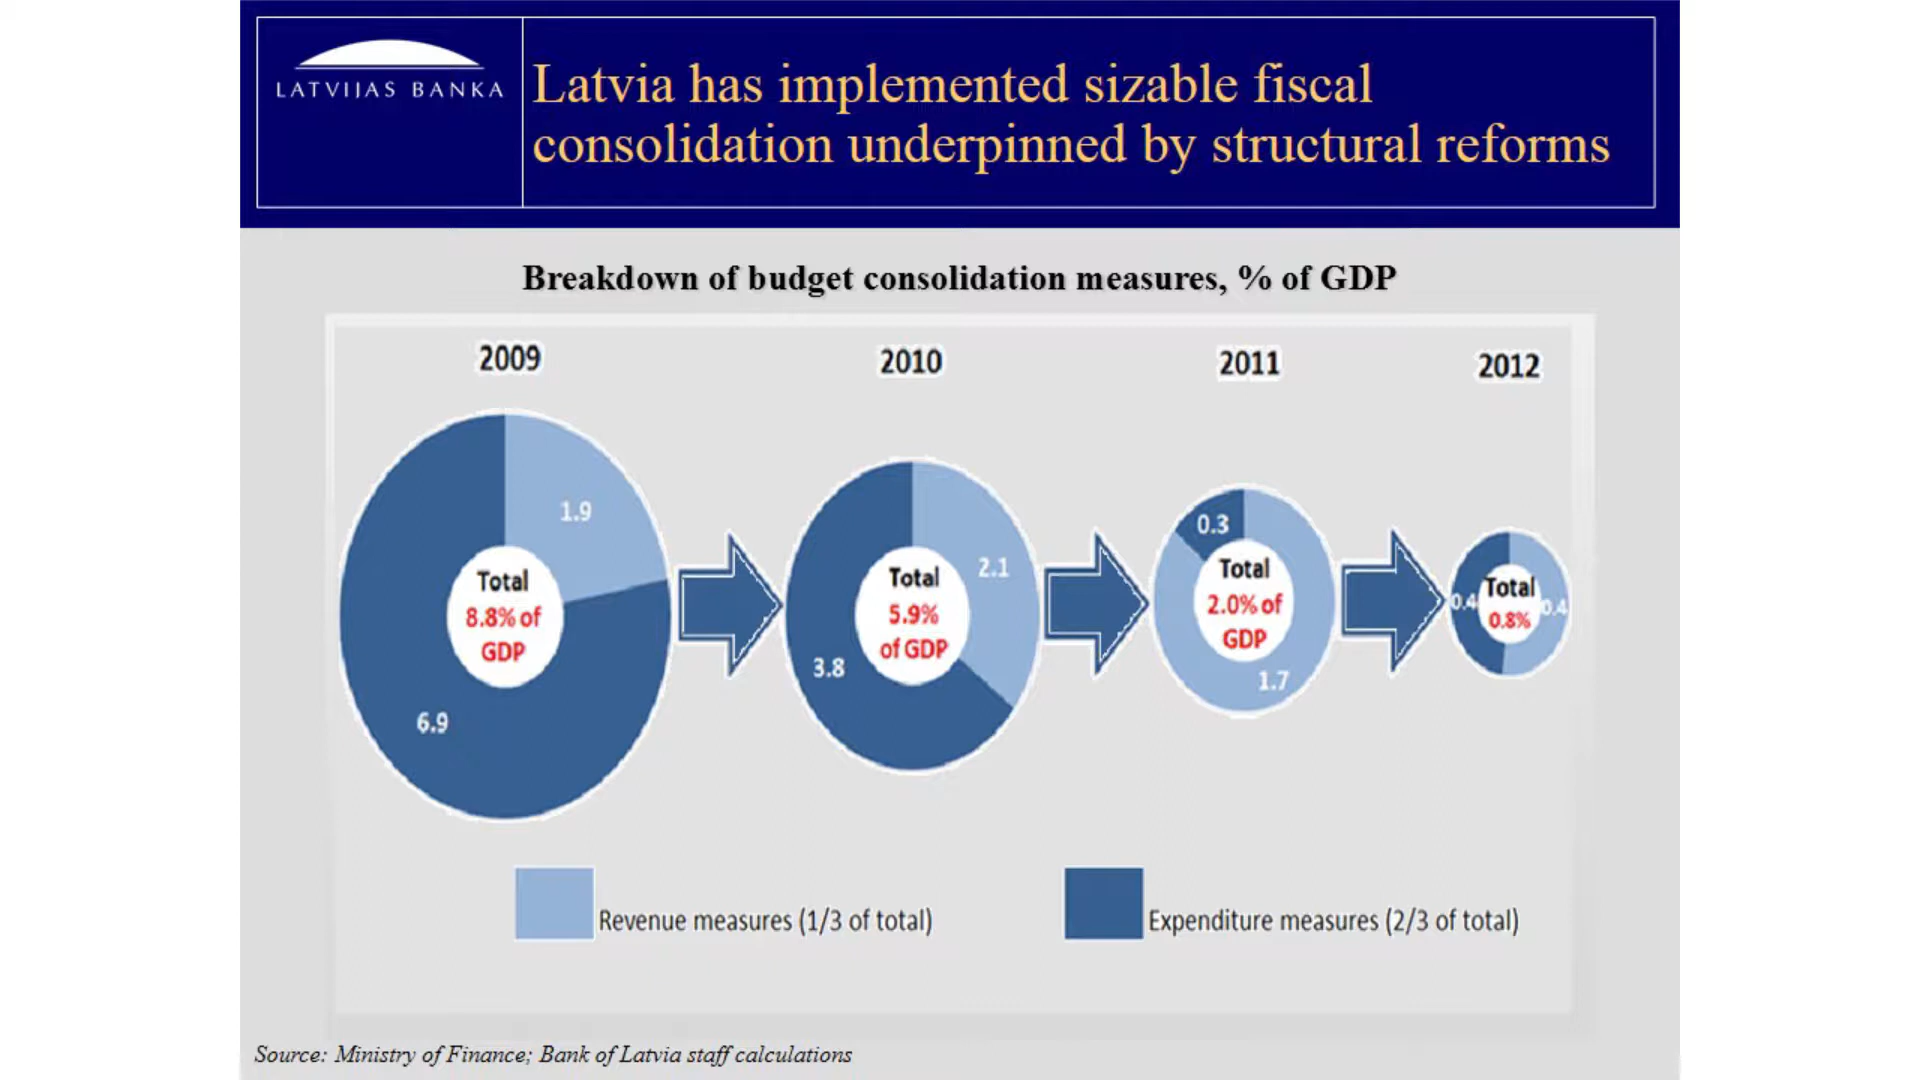 LATVIJAS BANKA
Latvia has implemented sizable fiscal
consolidation underpinned by structural reforms
Breakdown of budget consolidation measures, % of GDP
2009
2010
2011
2012
1.9
Total
8.8% of
GDP
6.9
2.1
Total
5.9%
of GDP
3.8
0.3
Total
2.0% of
GDP
1.7
0.4
Total
0.8%
0.4
Revenue measures (1/3 of total)
Expenditure measures (2/3 of total)
Source: Ministry of Finance; Bank of Latvia staff calculations